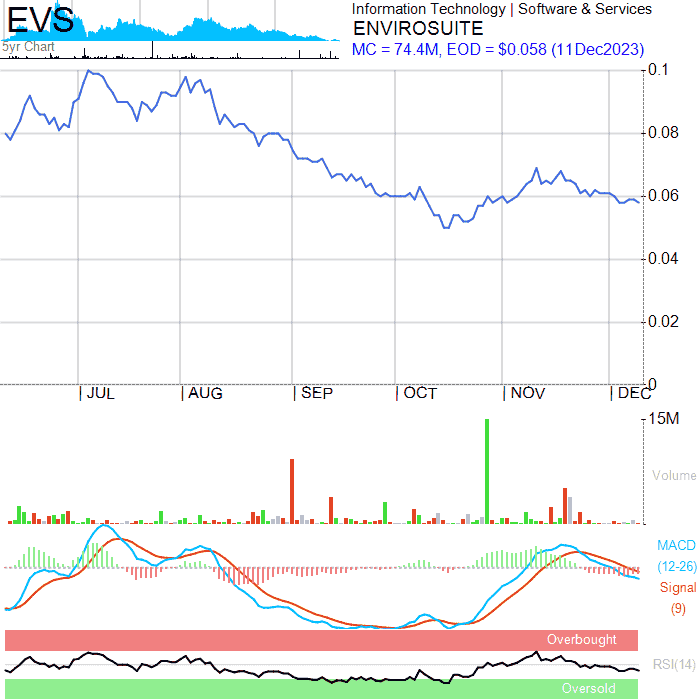 EVS
5yr Chart
Information Technology | Software & Services
ENVIROSUITE
MC = 74.4M, EOD = $0.058 (11Dec2023)
0.1
0.08
0.06
0.04
0.02
0
| JUL | AUG | SEP | OCT | NOV | DEC
15M
Volume
MACD
(12-26)
Signal
(9)
Overbought
RSI(14)
Oversold